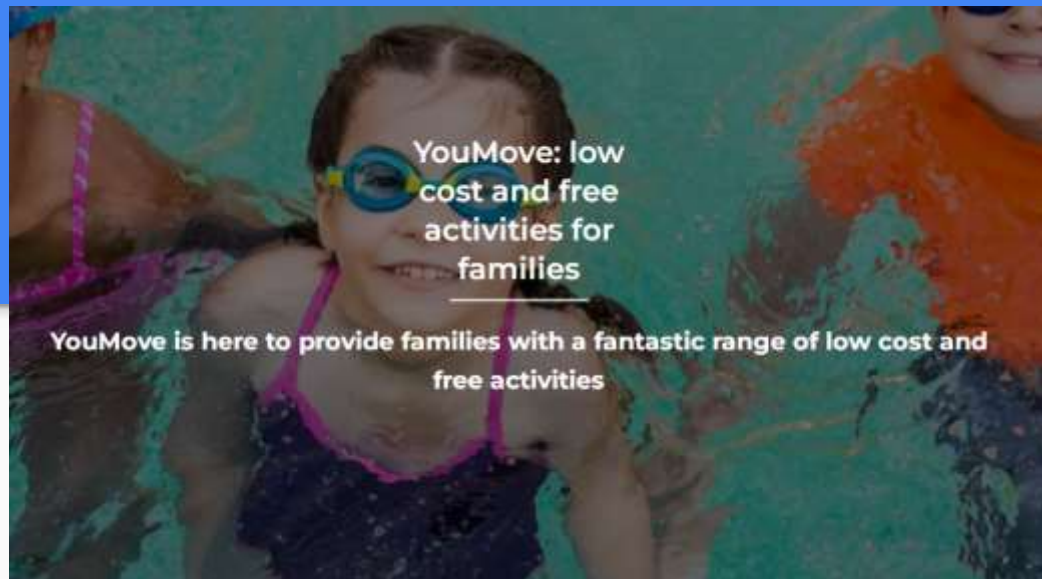 YouMove: low
cost and free
activities for
families
YouMove is here to provide families with a fantastic range of low cost and
free activities